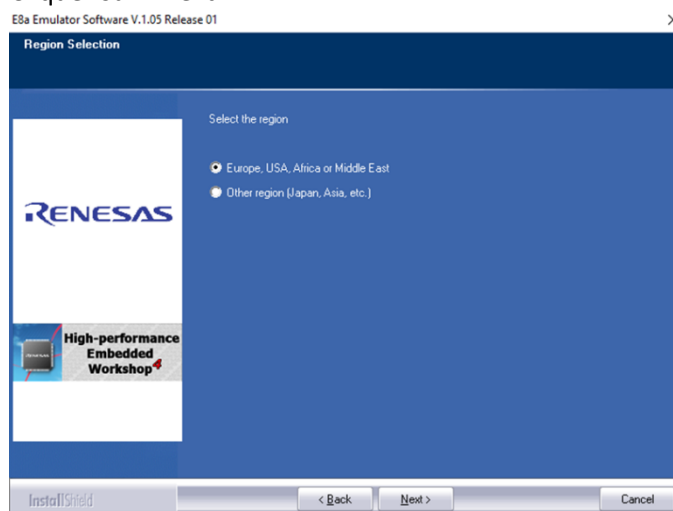 E8a Emulator Software V.1.05 Release 01
Region Selection
Select the region
Europe, USA, Africa or Middle East
Other region (Japan, Asia, etc.)
RENESAS
High-performance
Embedded
Workshop4
InstallShield
< Back
Next >
Cancel